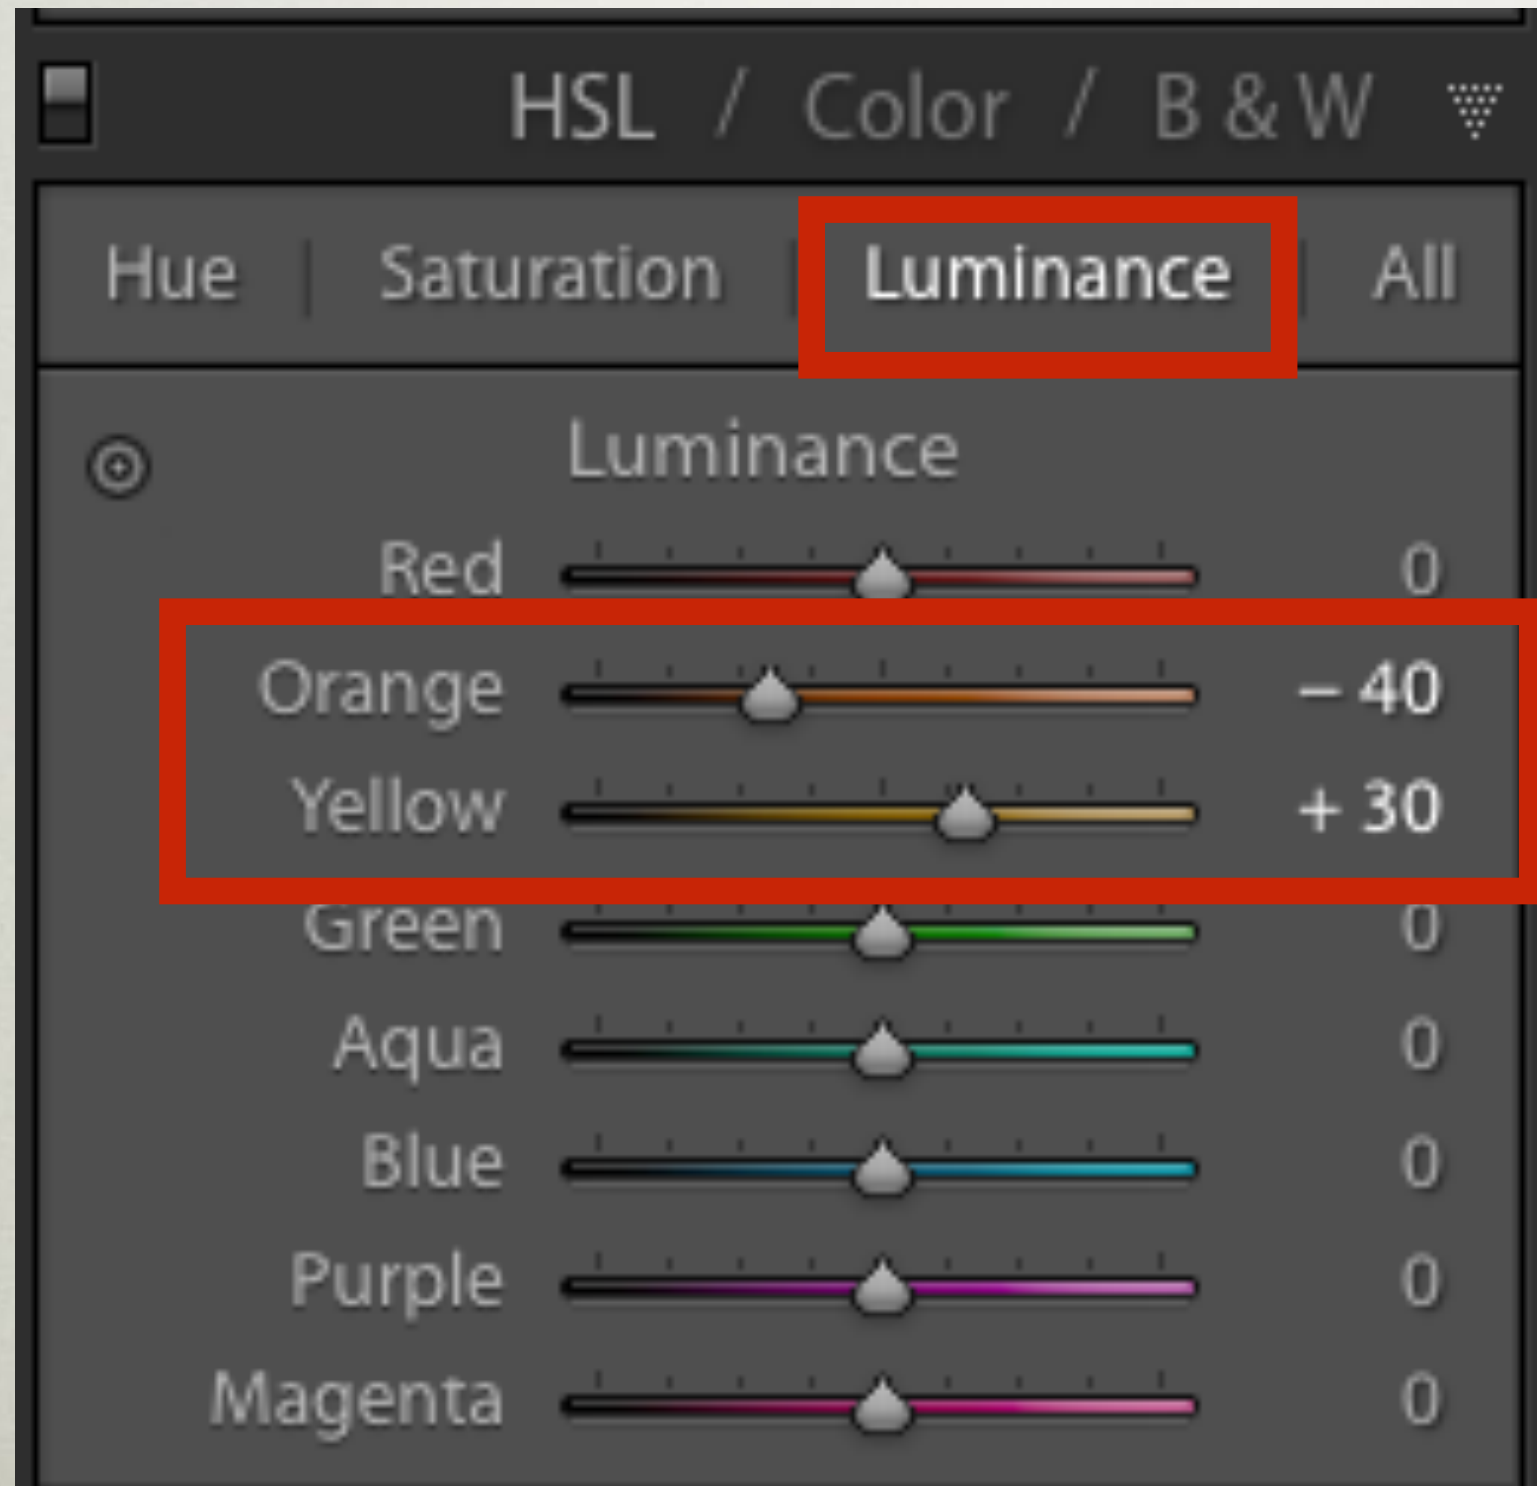 HSL / Color / B & W
Hue | Saturation | Luminance | All
Luminance
Red 0
Orange – 40
Yellow + 30
Green 0
Aqua 0
Blue 0
Purple 0
Magenta 0